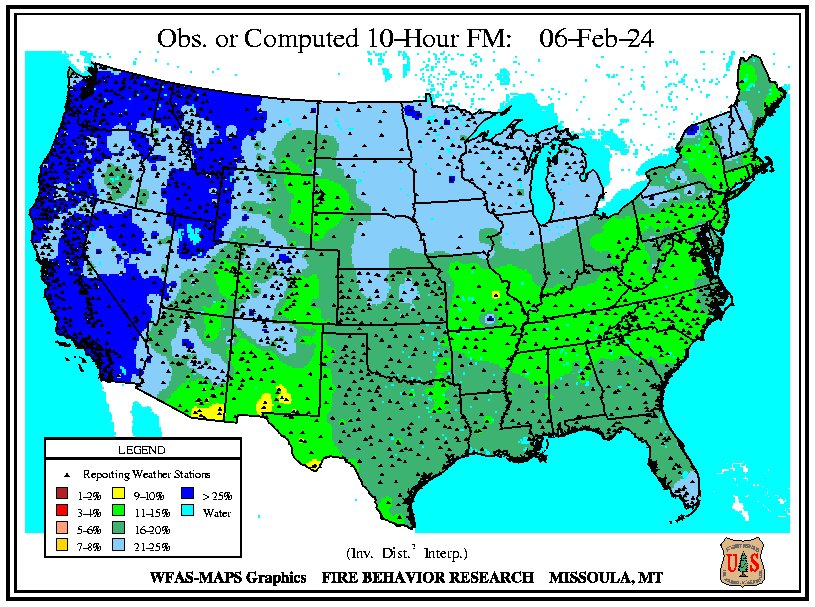 Obs. or Computed 10-Hour FM: 06-Feb-24
LEGEND
Reporting Weather Stations
1-2% 9-10% > 25%
3-4% 11-15% Water
5-6% 16-20%
7-8% 21-25%
(Inv. Dist.² Interp.)
WFAS-MAPS Graphics FIRE BEHAVIOR RESEARCH MISSOULA, MT
U S